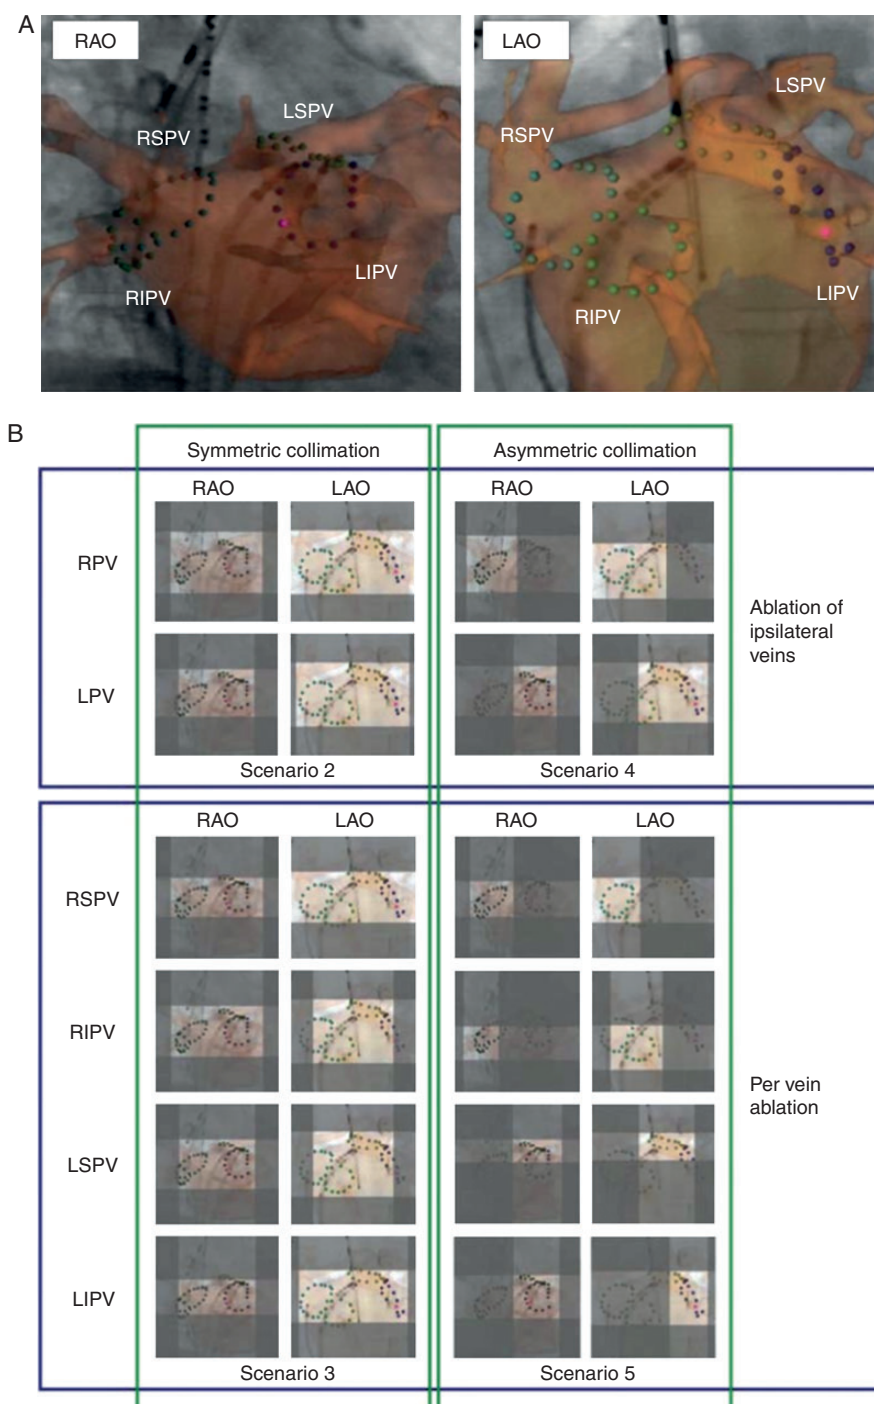 A
RAO
LAO
LSPV
LSPV
RSPV
RSPV
LIPV
RIPV
LIPV
RIPV
B
Symmetric collimation
Asymmetric collimation
RAO
LAO
RAO
LAO
RPV
Ablation of
ipsilateral
veins
LPV
Scenario 2
Scenario 4
RAO
LAO
RAO
LAO
RSPV
RIPV
Per vein
ablation
LSPV
LIPV
Scenario 3
Scenario 5